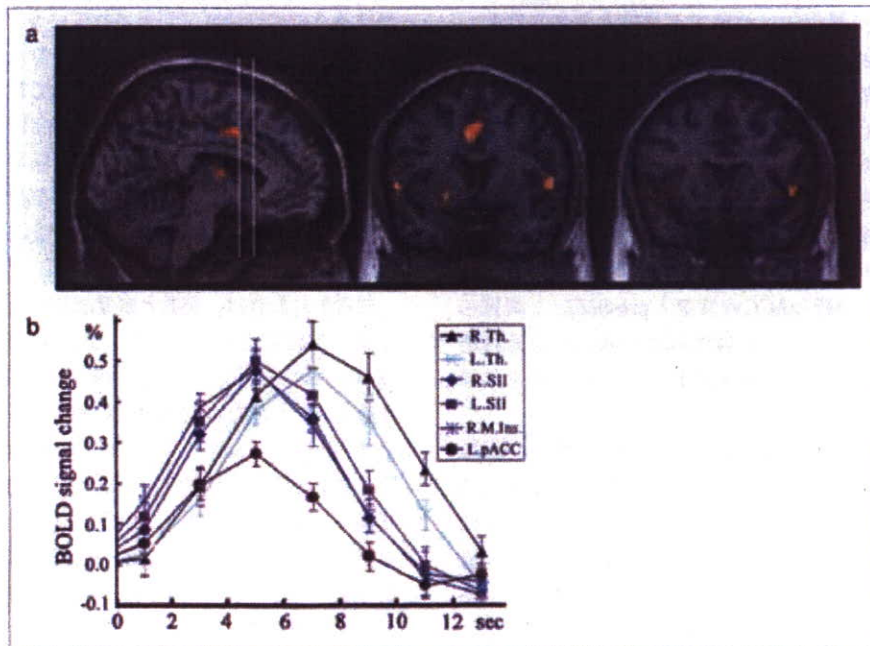 a
b
%
0.5
0.4
0.3
0.2
0.1
0.0
-0.1
BOLD signal change
0 2 4 6 8 10 12 sec
R.Th.
L.Th.
R.SII
L.SII
R.M.Ins.
L.pACC